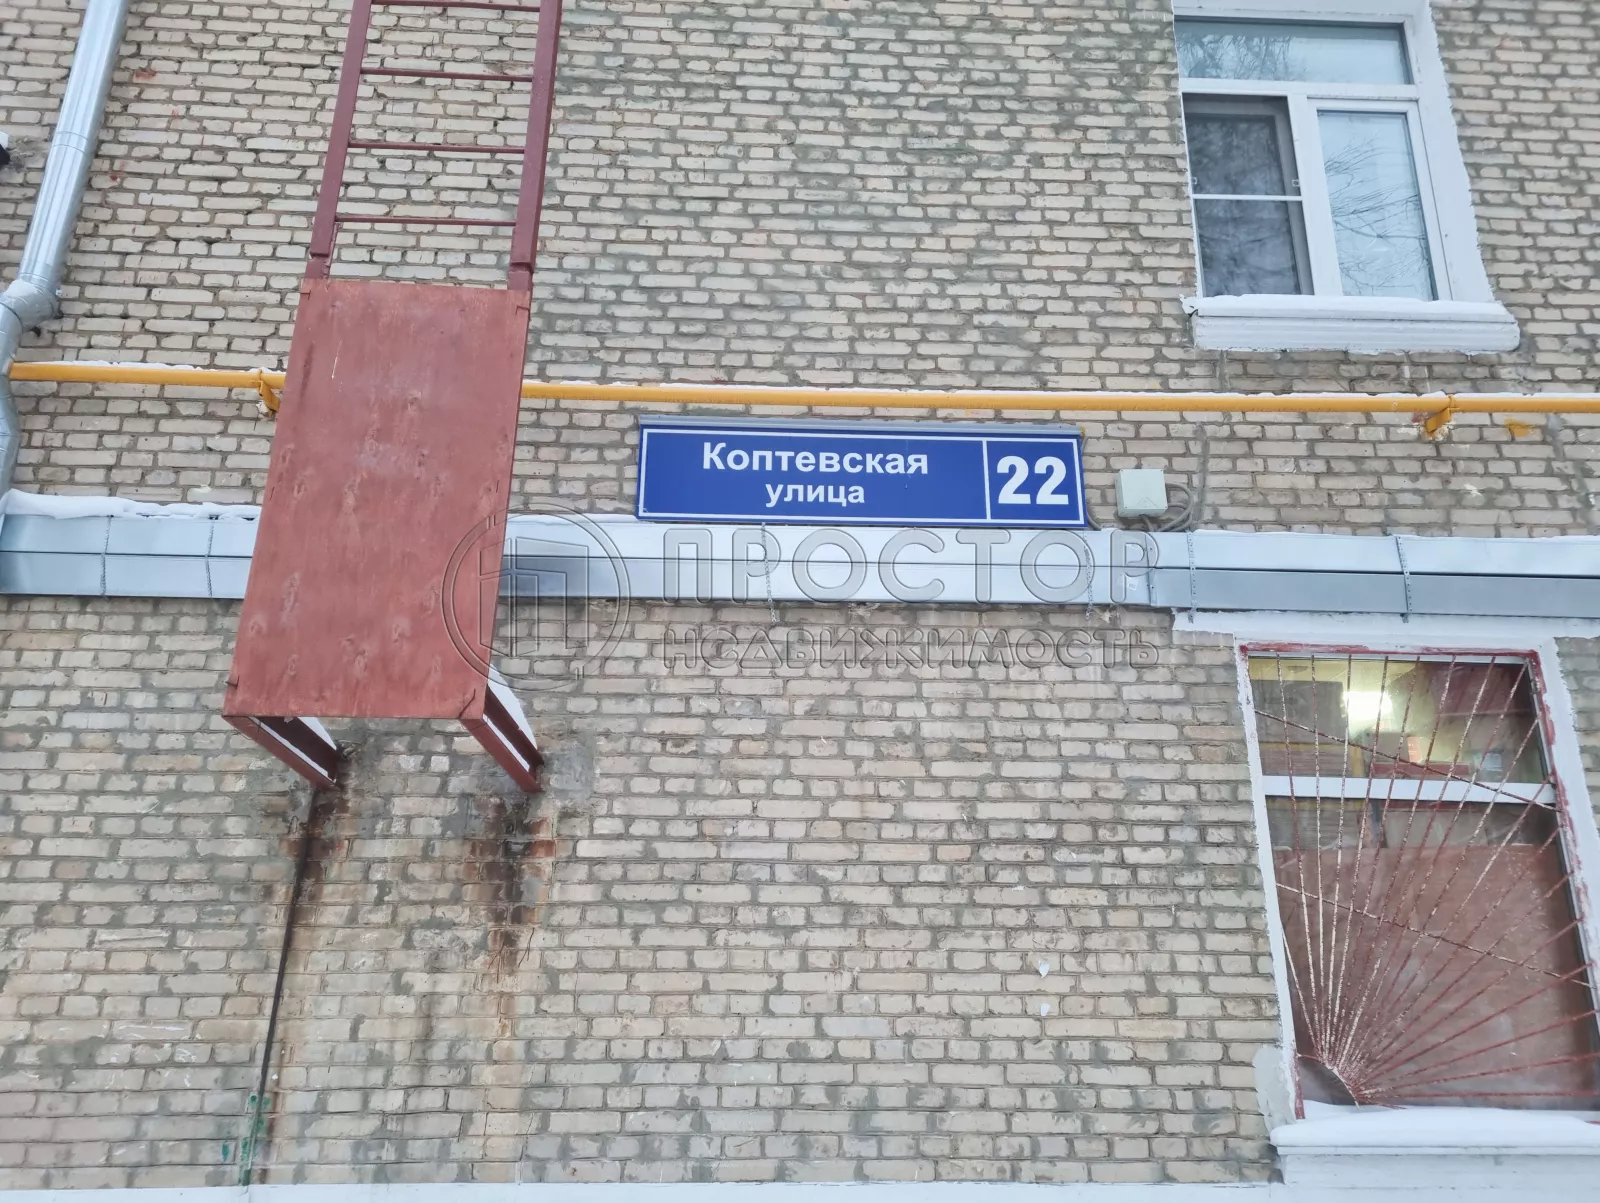 Коптевская
улица
22
ПРОСТОР
НЕДВИЖИМОСТЬ